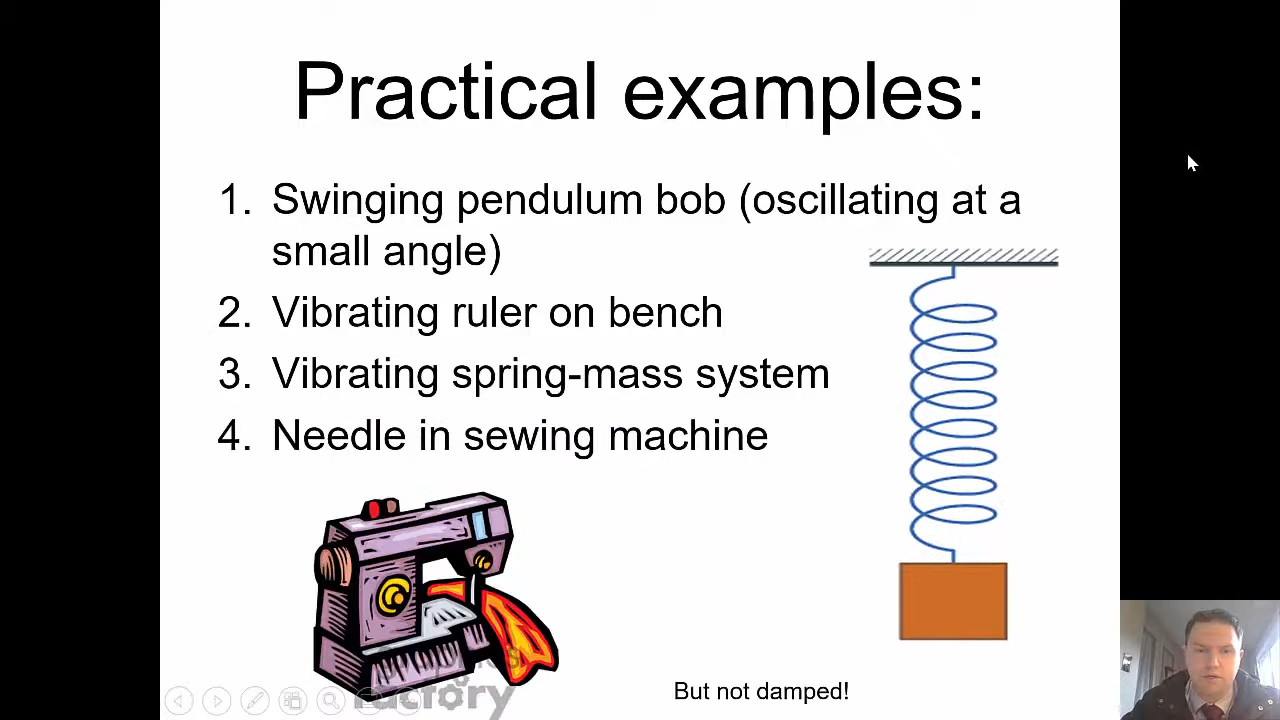 Practical examples:
1. Swinging pendulum bob (oscillating at a
small angle)
2. Vibrating ruler on bench
3. Vibrating spring-mass system
4. Needle in sewing machine
factory
But not damped!